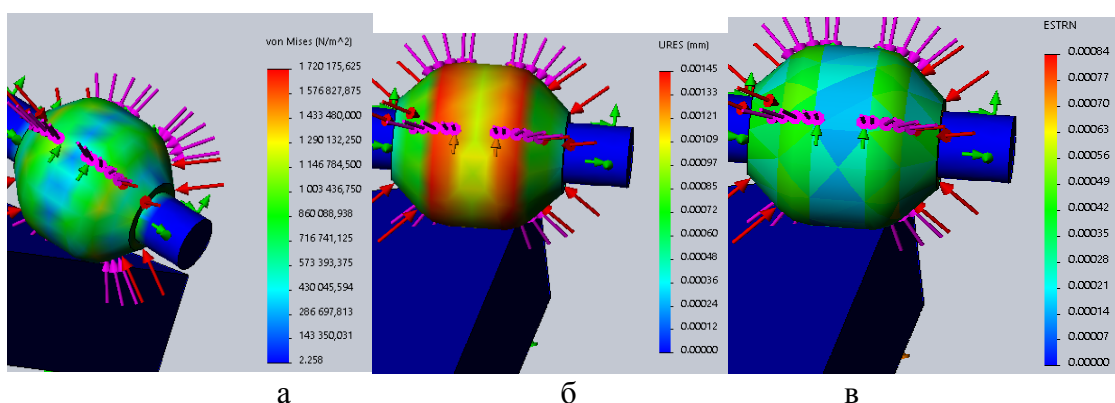 von Mises (N/m^2)
1 720 175,625
1 576 827,875
1 433 480,000
1 290 132,250
1 146 784,500
1 003 436,750
860 088,938
716 741,125
573 393,375
430 045,594
286 697,813
143 350,031
2.258
URES (mm)
0.00145
0.00133
0.00121
0.00109
0.00097
0.00085
0.00072
0.00060
0.00048
0.00036
0.00024
0.00012
0.00000
ESTRN
0.00084
0.00077
0.00070
0.00063
0.00056
0.00049
0.00042
0.00035
0.00028
0.00021
0.00014
0.00007
0.00000
а
б
в